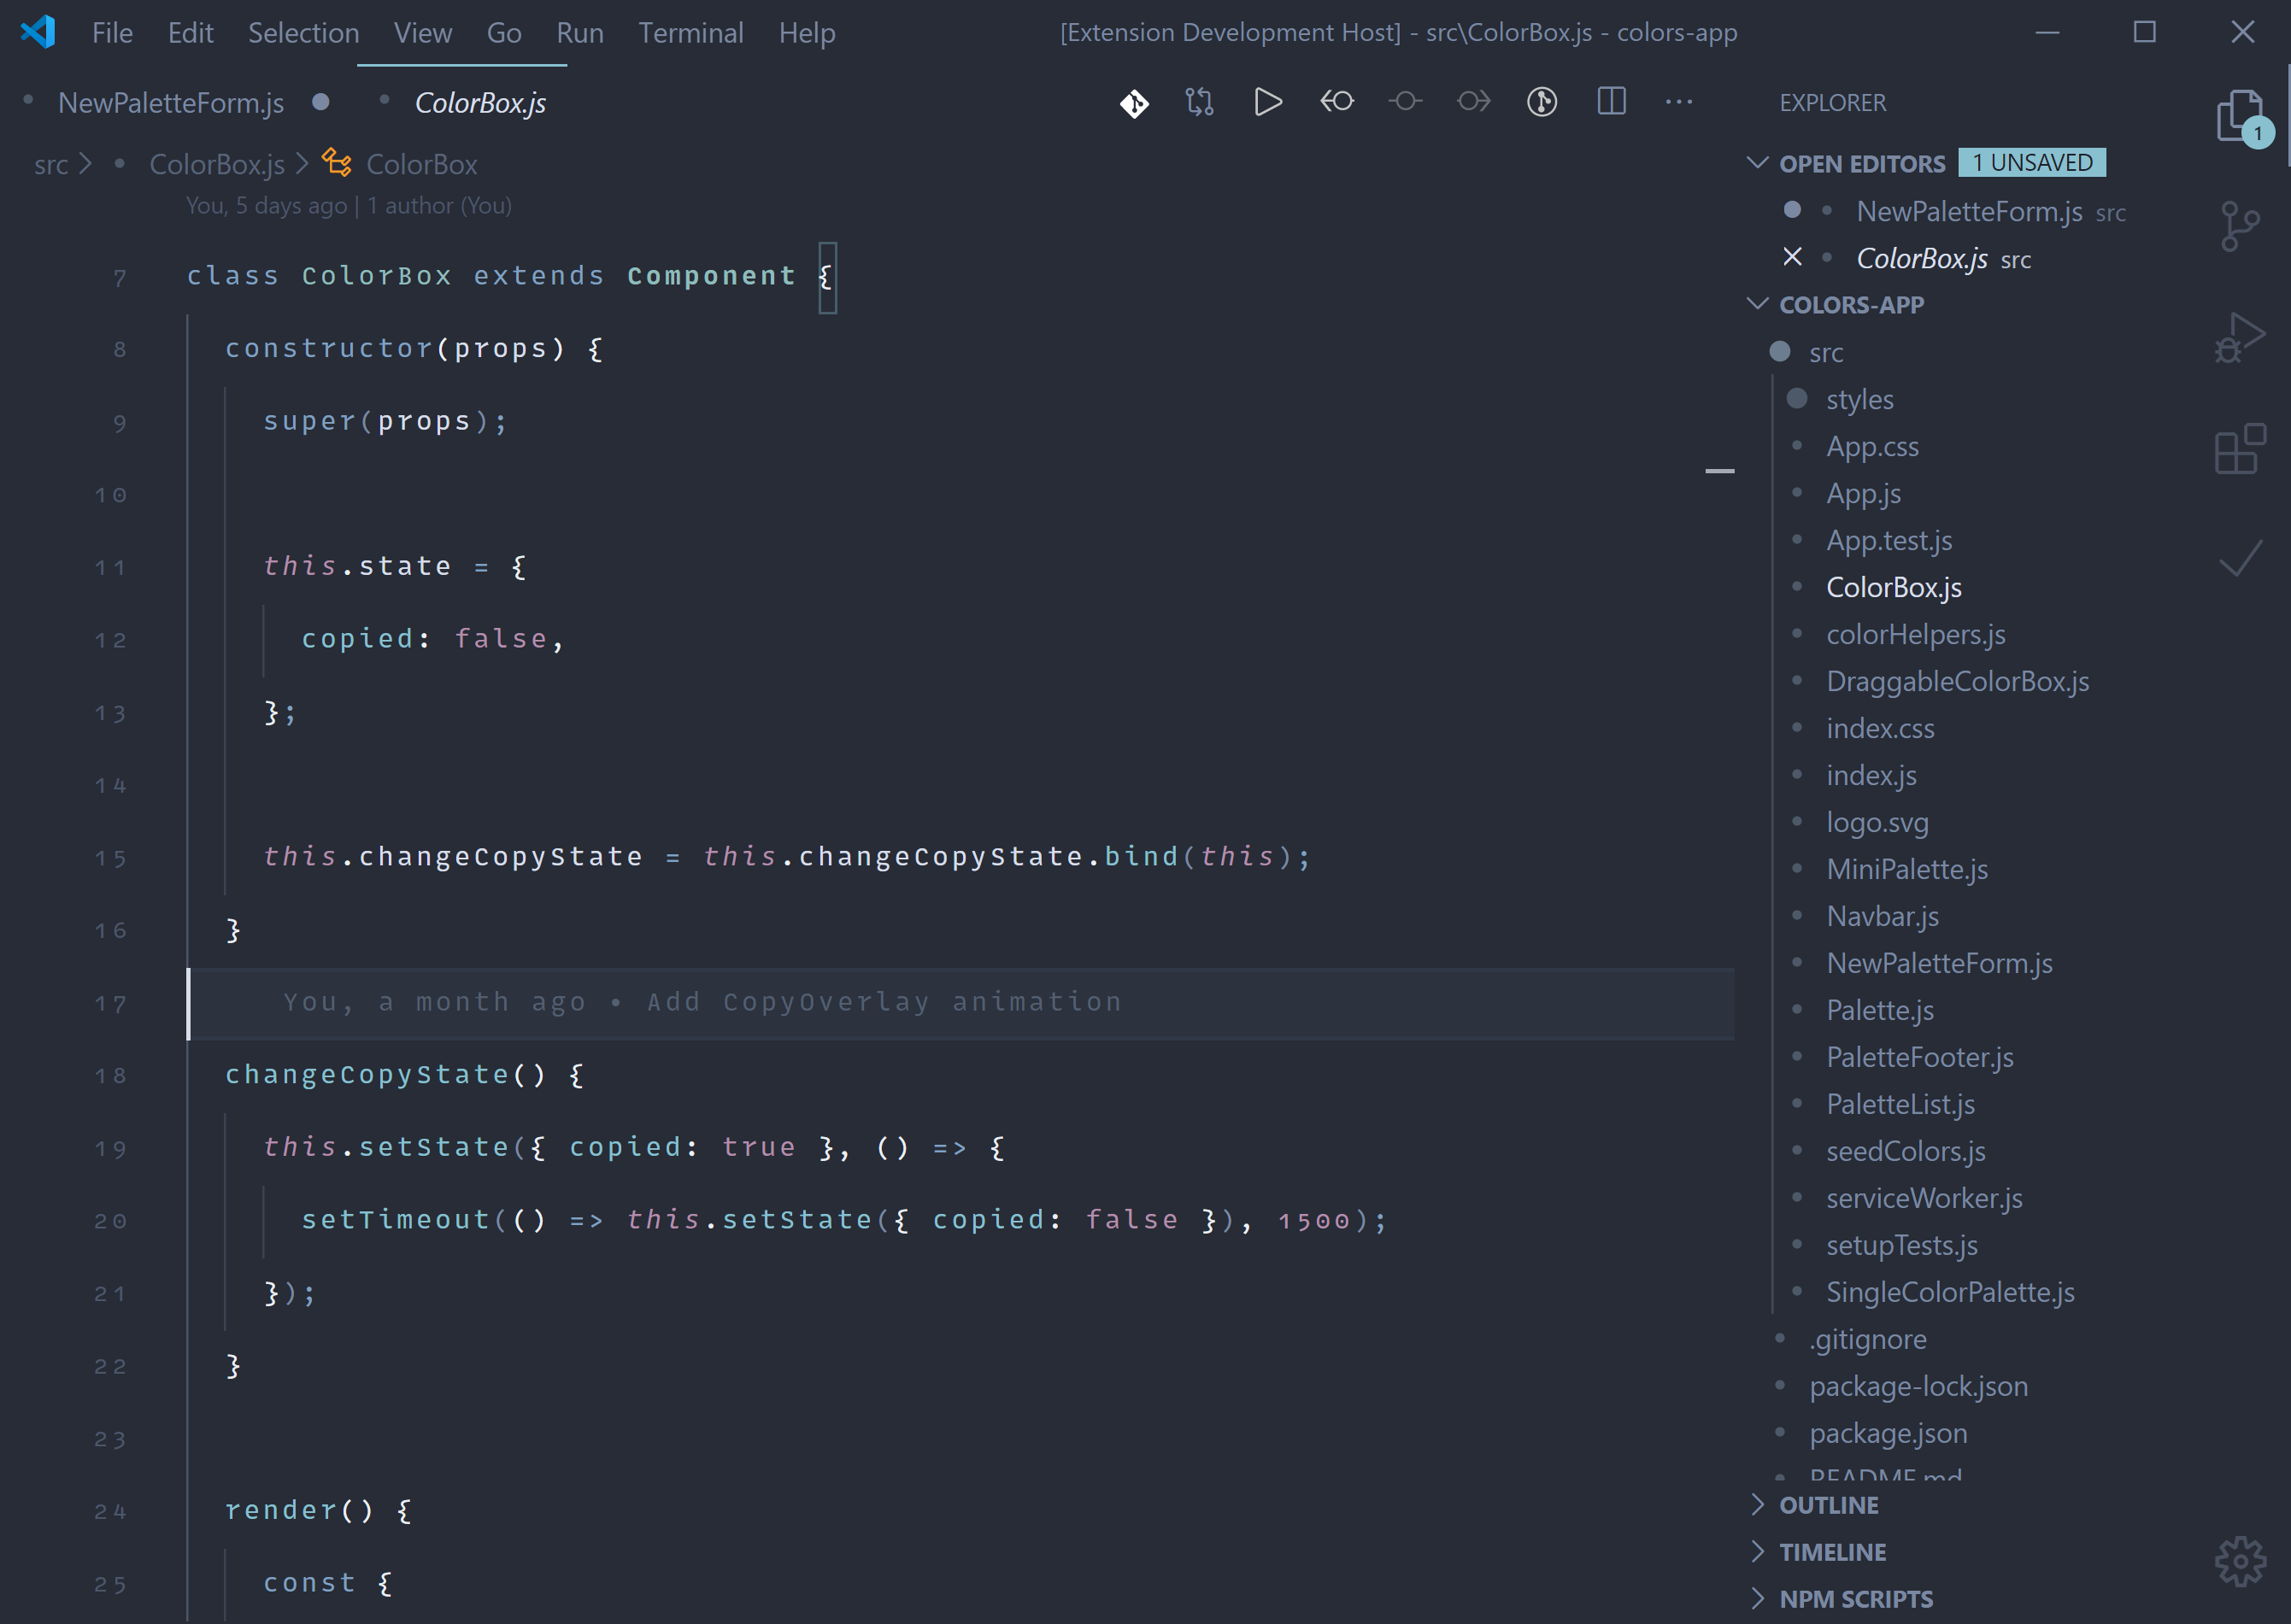 File Edit Selection View Go Run Terminal Help
[Extension Development Host] - src\ColorBox.js - colors-app
NewPaletteForm.js
ColorBox.js
src ColorBox.js ColorBox
You, 5 days ago | 1 author (You)
7 class ColorBox extends Component {
8 constructor(props) {
9 super(props);
10
11 this.state = {
12 copied: false,
13 };
14
15 this.changeCopyState = this.changeCopyState.bind(this);
16 }
17 You, a month ago • Add CopyOverlay animation
18 changeCopyState() {
19 this.setState({ copied: true }, () => {
20 setTimeout(() => this.setState({ copied: false }), 1500);
21 });
22 }
23
24 render() {
25 const {
EXPLORER
1
OPEN EDITORS 1 UNSAVED
NewPaletteForm.js src
ColorBox.js src
COLORS-APP
src
styles
App.css
App.js
App.test.js
ColorBox.js
colorHelpers.js
DraggableColorBox.js
index.css
index.js
logo.svg
MiniPalette.js
Navbar.js
NewPaletteForm.js
Palette.js
PaletteFooter.js
PaletteList.js
seedColors.js
serviceWorker.js
setupTests.js
SingleColorPalette.js
.gitignore
package-lock.json
package.json
README.md
OUTLINE
TIMELINE
NPM SCRIPTS